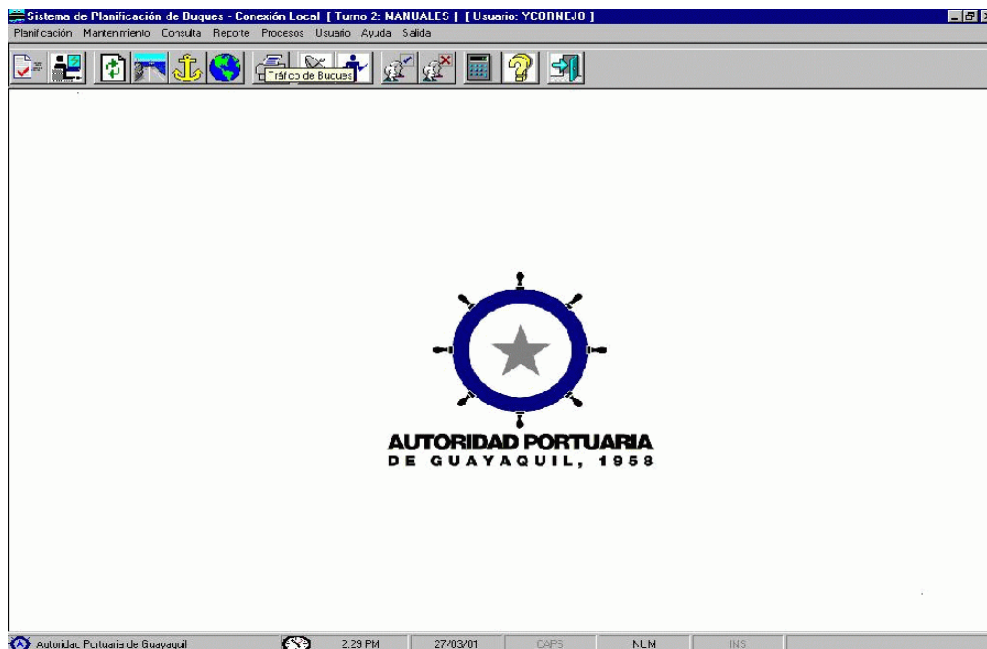 Sistema de Planificación de Buques - Conexión Local [ Turno 2: MANUALES ] [ Usuario: YCORNEJO ]
Planificación Mantenimiento Consulta Reporte Procesos Usuario Ayuda Salida
Tráfico de Buques
AUTORIDAD PORTUARIA
DE GUAYAQUIL, 1958
Autoridad Portuaria de Guayaquil 2:29 PM 27/03/01 CAPS NUM INS